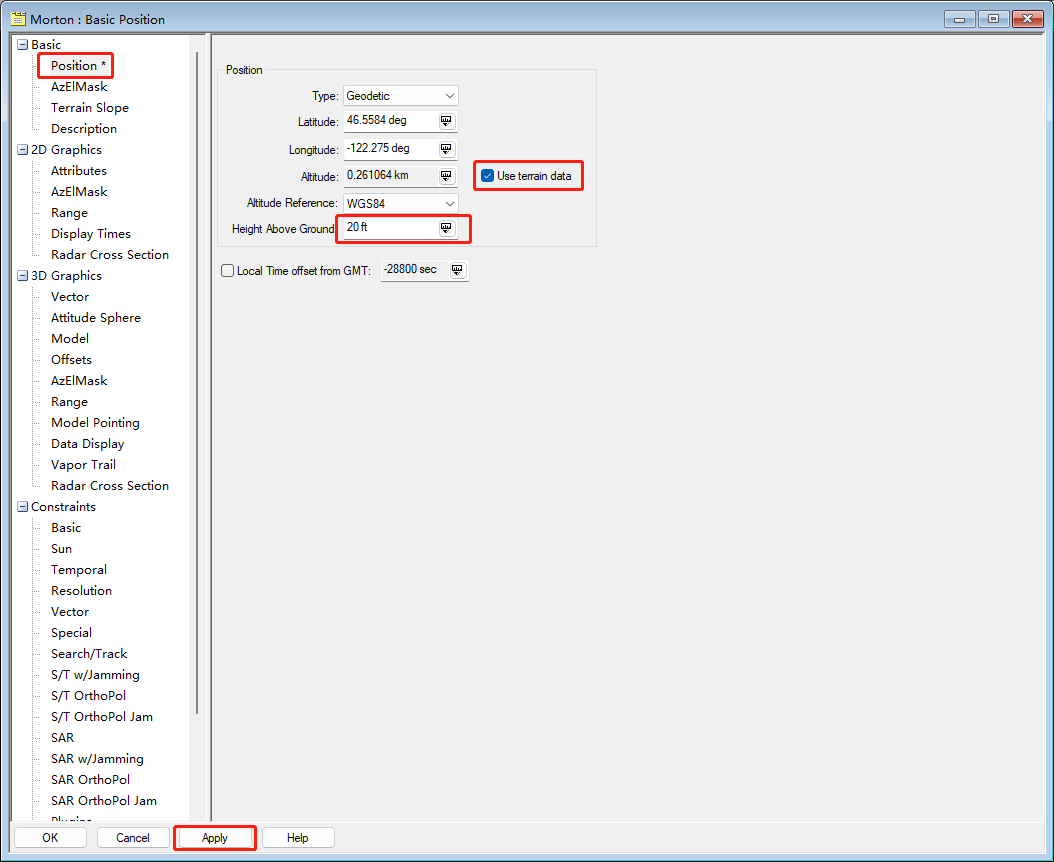 Morton : Basic Position
Basic
Position *
AzElMask
Terrain Slope
Description
2D Graphics
Attributes
AzElMask
Range
Display Times
Radar Cross Section
3D Graphics
Vector
Attitude Sphere
Model
Offsets
AzElMask
Range
Model Pointing
Data Display
Vapor Trail
Radar Cross Section
Constraints
Basic
Sun
Temporal
Resolution
Vector
Special
Search/Track
S/T w/Jamming
S/T OrthoPol
S/T OrthoPol Jam
SAR
SAR w/Jamming
SAR OrthoPol
SAR OrthoPol Jam
Position
Type: Geodetic
Latitude: 46.5584 deg
Longitude: -122.275 deg
Altitude: 0.261064 km Use terrain data
Altitude Reference: WGS84
Height Above Ground 20 ft
Local Time offset from GMT: -28800 sec
OK Cancel Apply Help